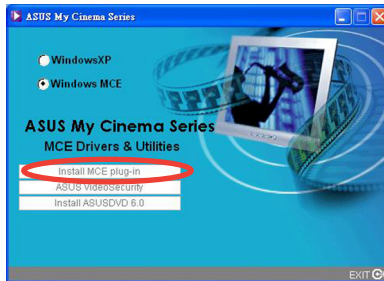 ASUS My Cinema Series
WindowsXP
Windows MCE
ASUS My Cinema Series
MCE Drivers & Utilities
Install MCE plug-in
ASUS VideoSecurity
Install ASUSDVD 6.0
EXIT